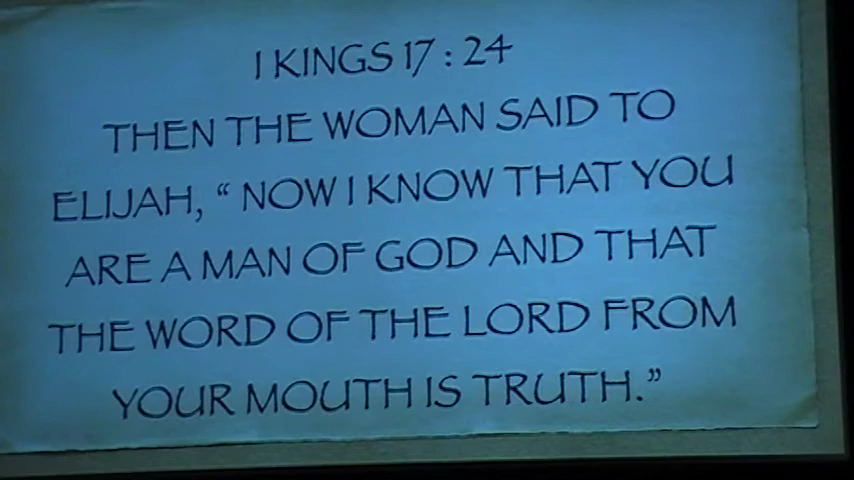 I KINGS 17 : 24
THEN THE WOMAN SAID TO
ELIJAH, “ NOW I KNOW THAT YOU
ARE A MAN OF GOD AND THAT
THE WORD OF THE LORD FROM
YOUR MOUTH IS TRUTH.”